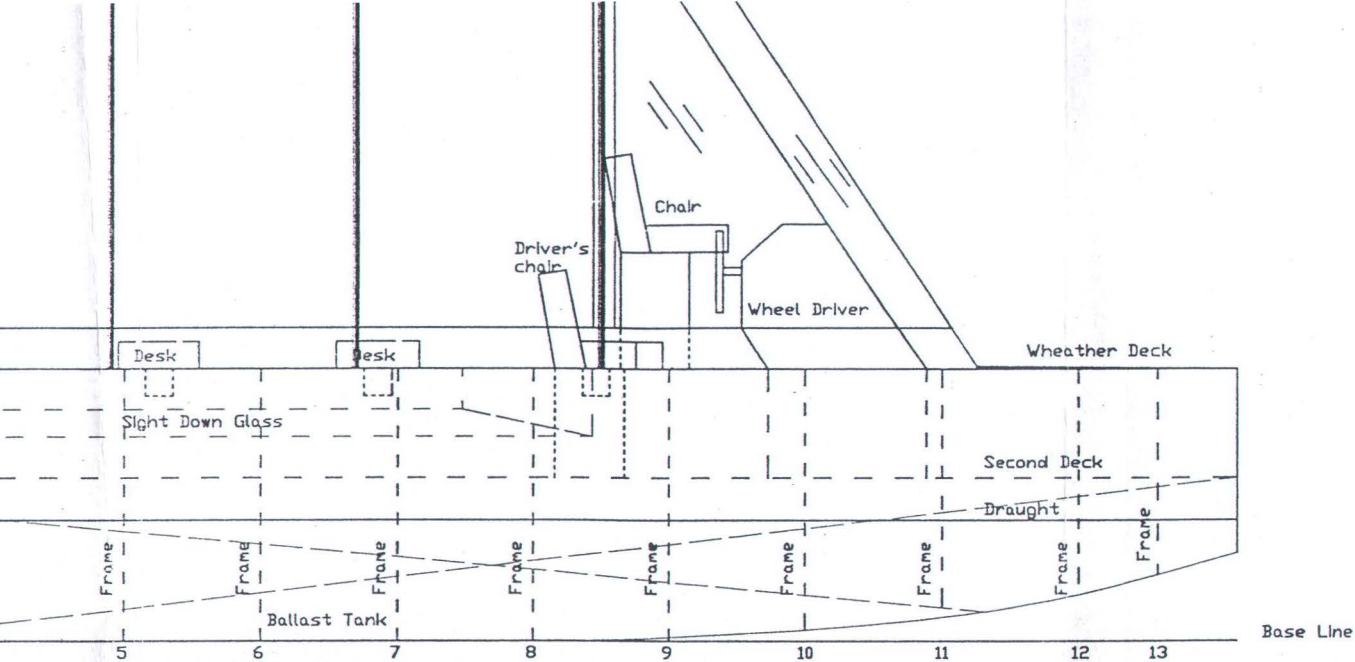 Chair
Driver's
chair
Wheel Driver
Desk
Desk
Wheather Deck
Sight Down Glass
Second Deck
Draught
Frame
Frame
Frame
Frame
Frame
Frame
Frame
Frame
Frame
Ballast Tank
Base Line
5
6
7
8
9
10
11
12
13